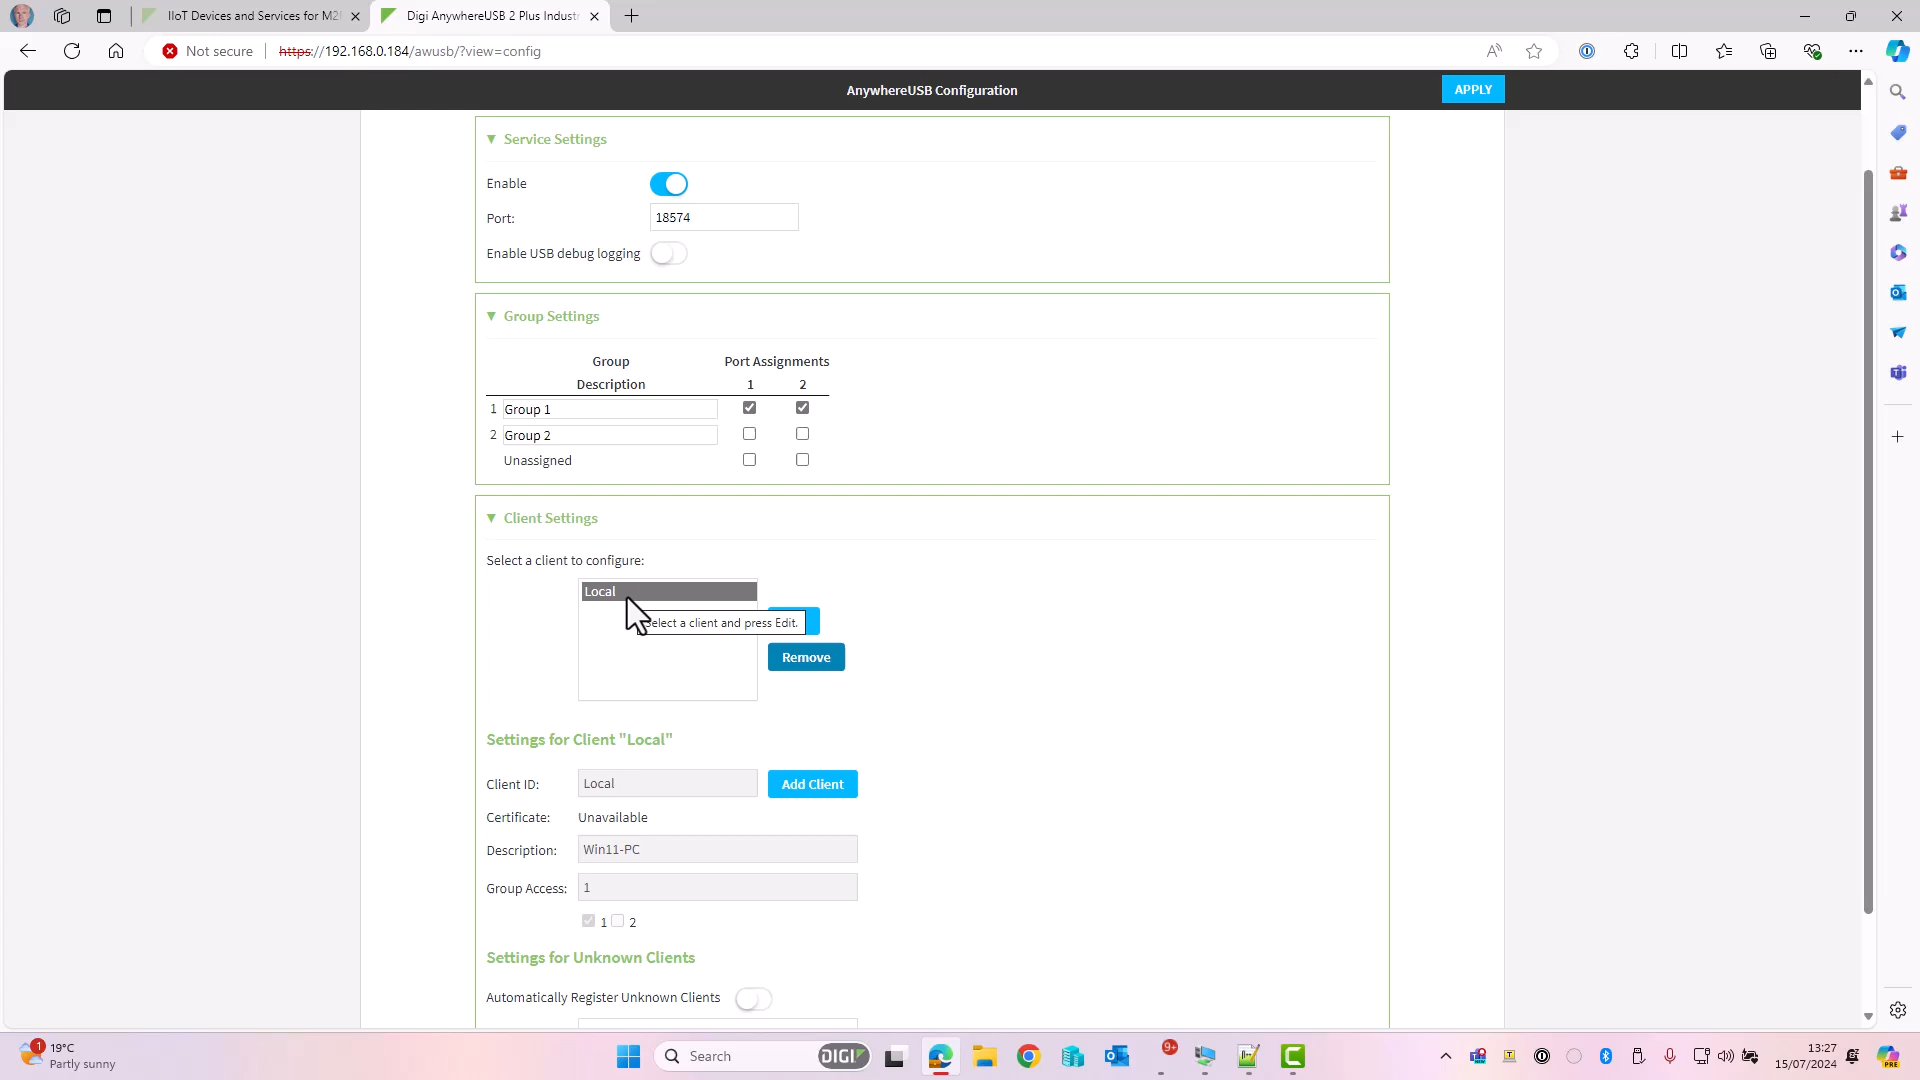 IIoT Devices and Services for M2
Digi AnywhereUSB 2 Plus Indust
Not secure
https://192.168.0.184/awusb/?view=config
AnywhereUSB Configuration
APPLY
Service Settings
Enable
Port:
18574
Enable USB debug logging
Group Settings
Group
Port Assignments
Description
1
2
1
Group 1
2
Group 2
Unassigned
Client Settings
Select a client to configure:
Local
Select a client and press Edit.
Remove
Settings for Client "Local"
Client ID:
Local
Add Client
Certificate:
Unavailable
Description:
Win11-PC
Group Access:
1
1
2
Settings for Unknown Clients
Automatically Register Unknown Clients
1
19°C
Partly sunny
Search
DIGI
9+
13:27
15/07/2024
PRE